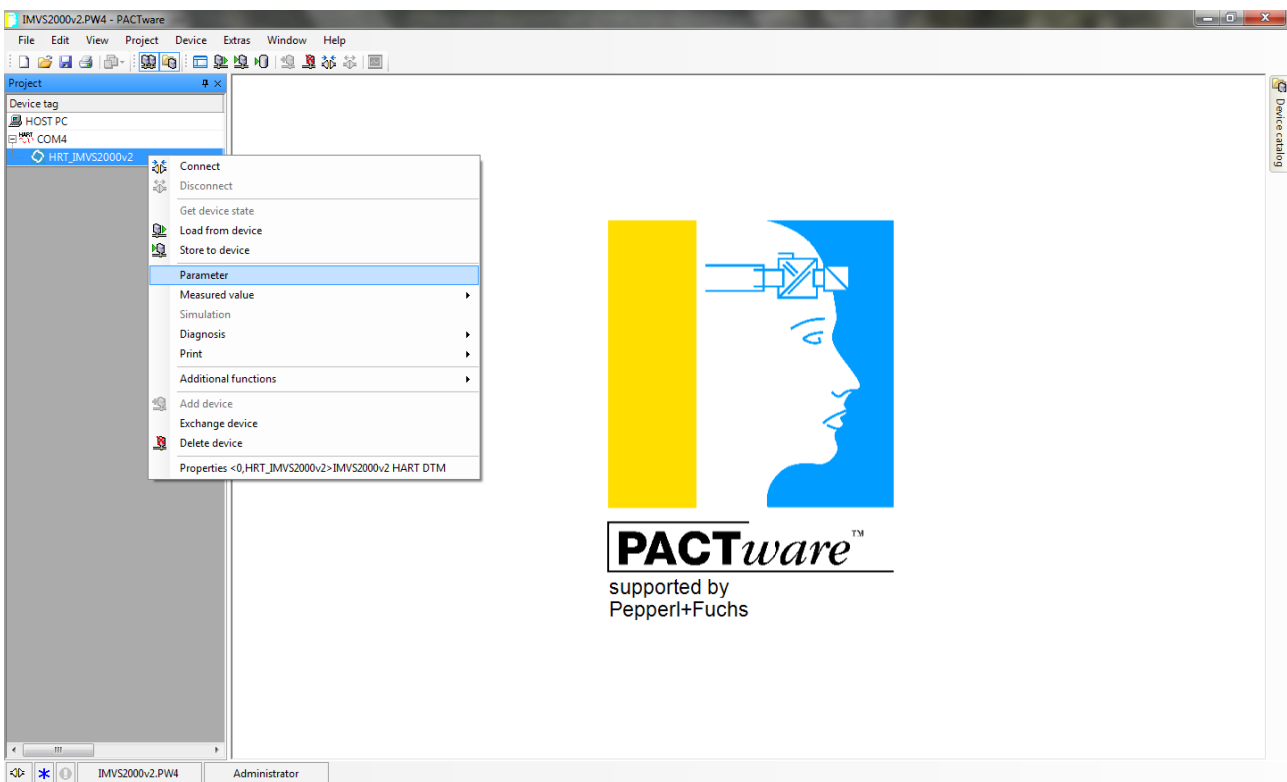 IMVS2000v2.PW4 - PACTware
File Edit View Project Device Extras Window Help
Project
Device tag
HOST PC
HART COM4
HRT_IMVS2000v2
Connect
Disconnect
Get device state
Load from device
Store to device
Parameter
Measured value
Simulation
Diagnosis
Print
Additional functions
Add device
Exchange device
Delete device
Properties <0,HRT_IMVS2000v2>IMVS2000v2 HART DTM
Device catalog
PACTware™
supported by
Pepperl+Fuchs
IMVS2000v2.PW4 Administrator